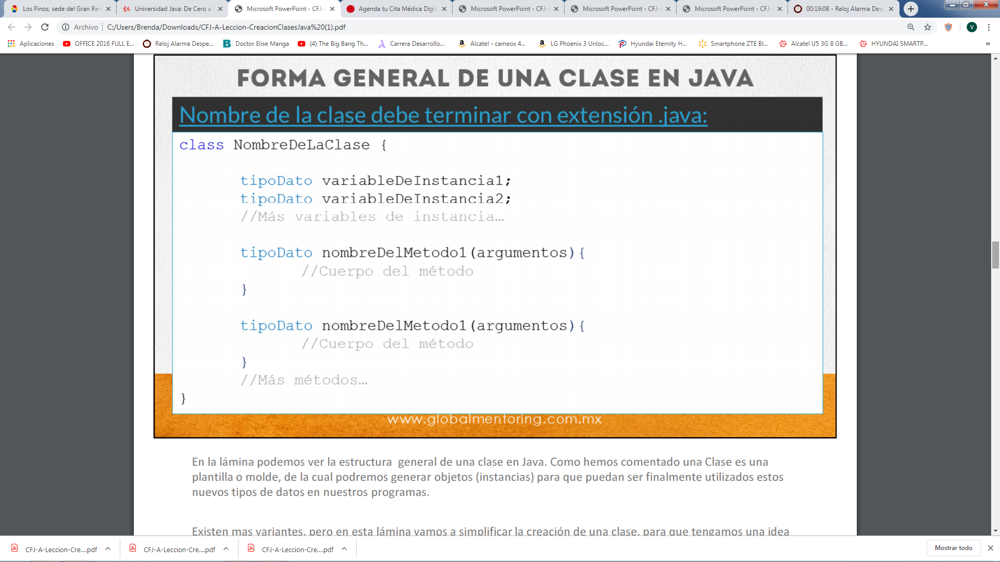 Los Pinos, sede del Gran Ren
Universidad Java: De Cero a
Microsoft PowerPoint - CFJ-
Agenda tu Cita Médica Digit
Microsoft PowerPoint - CFJ-
Microsoft PowerPoint - CFJ-
Microsoft PowerPoint - CFJ-
00:19:08 - Reloj Alarma Desp
Archivo
C:/Users/Brenda/Downloads/CFJ-A-Leccion-CreacionClasesJava%20(1).pdf
V
Aplicaciones
OFFICE 2016 FULL E...
Reloj Alarma Despe...
Doctor Elise Manga
(4) The Big Bang Th...
Carrera Desarrollo...
Alcatel - cameox 4...
LG Phoenix 3 Unloc...
Hyundai Eternity H...
Smartphone ZTE Bl...
Alcatel U5 3G 8 GB...
HYUNDAI SMARTP...
FORMA GENERAL DE UNA CLASE EN JAVA
Nombre de la clase debe terminar con extensión .java:
class NombreDeLaClase {
tipoDato variableDeInstancia1;
tipoDato variableDeInstancia2;
//Más variables de instancia…
tipoDato nombreDelMetodo1(argumentos){
//Cuerpo del método
}
tipoDato nombreDelMetodo1(argumentos){
//Cuerpo del método
}
//Más métodos…
}
www.globalmentoring.com.mx
En la lámina podemos ver la estructura  general de una clase en Java. Como hemos comentado una Clase es una
plantilla o molde, de la cual podremos generar objetos (instancias) para que puedan ser finalmente utilizados estos
nuevos tipos de datos en nuestros programas.
Existen mas variantes, pero en esta lámina vamos a simplificar la creación de una clase, para que tengamos una idea
CFJ-A-Leccion-Cre....pdf
CFJ-A-Leccion-Cre....pdf
CFJ-A-Leccion-Cre....pdf
Mostrar todo